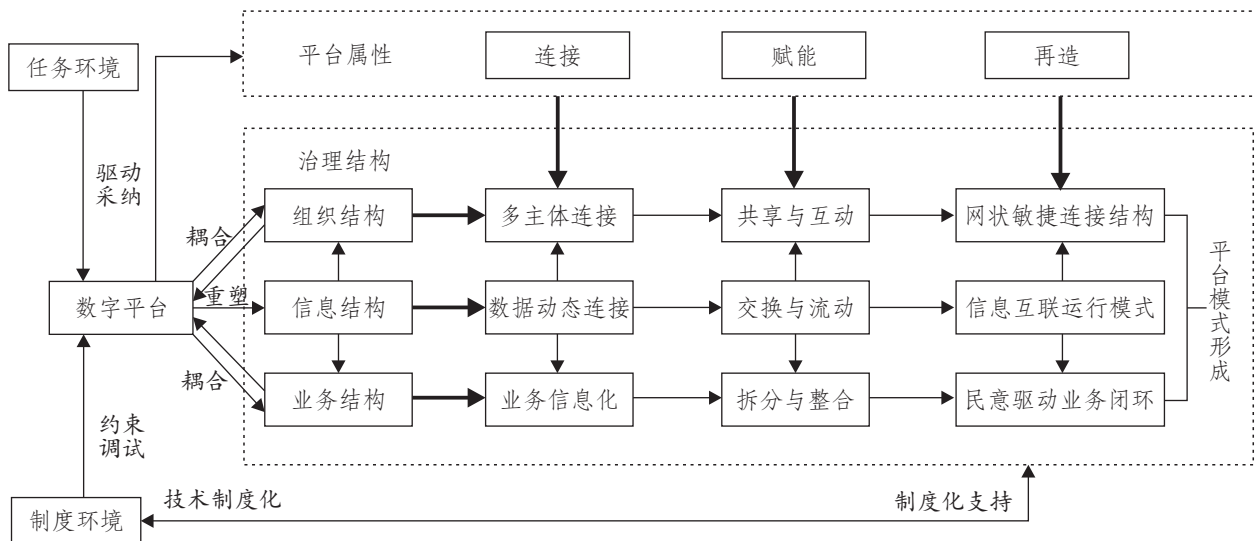 平台属性
连接
赋能
再造
任务环境
驱动
采纳
治理结构
组织结构
多主体连接
共享与互动
网状敏捷连接结构
耦合
数字平台
重塑
信息结构
数据动态连接
交换与流动
信息互联运行模式
平台模式形成
耦合
业务结构
业务信息化
拆分与整合
民意驱动业务闭环
约束
调试
技术制度化
制度化支持
制度环境